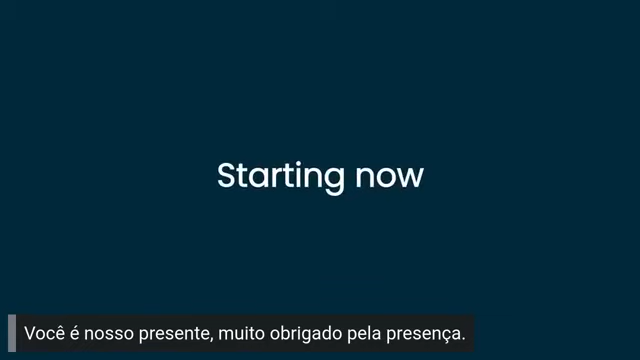 Starting now
Você é nosso presente, muito obrigado pela presença.